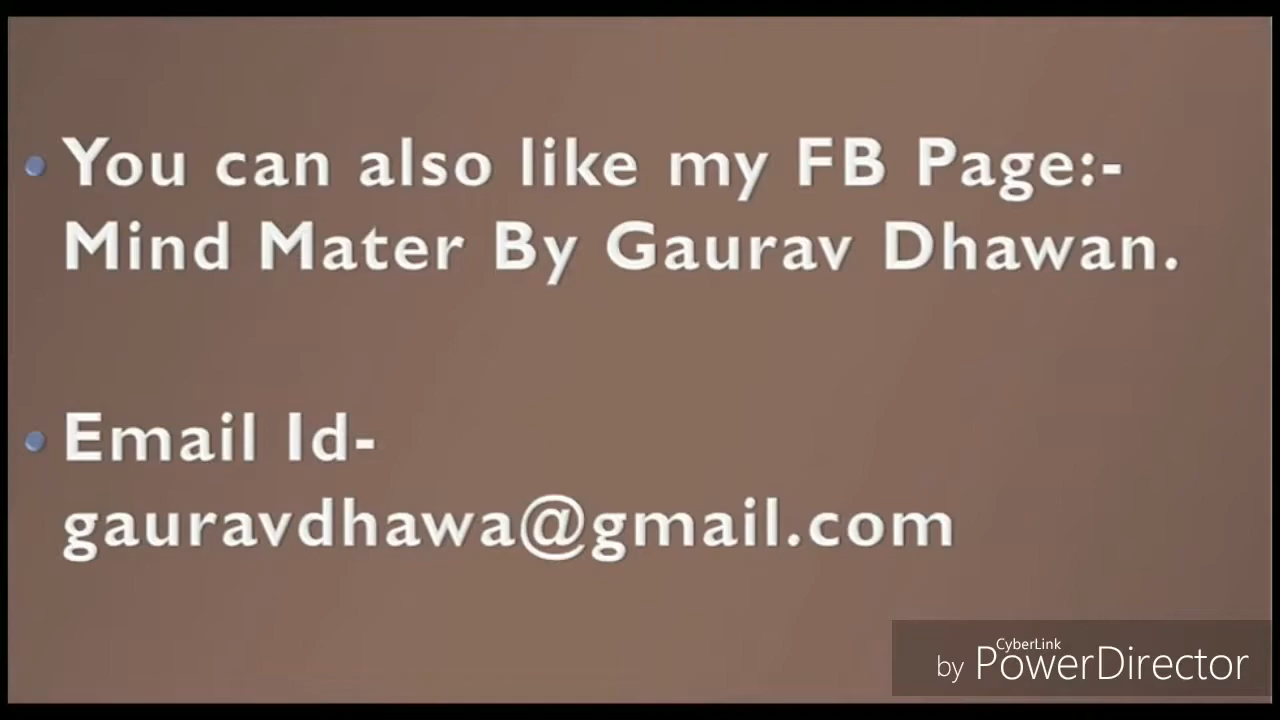 You can also like my FB Page:-
Mind Mater By Gaurav Dhawan.
Email Id-
gauravdhawa@gmail.com
CyberLink
by PowerDirector